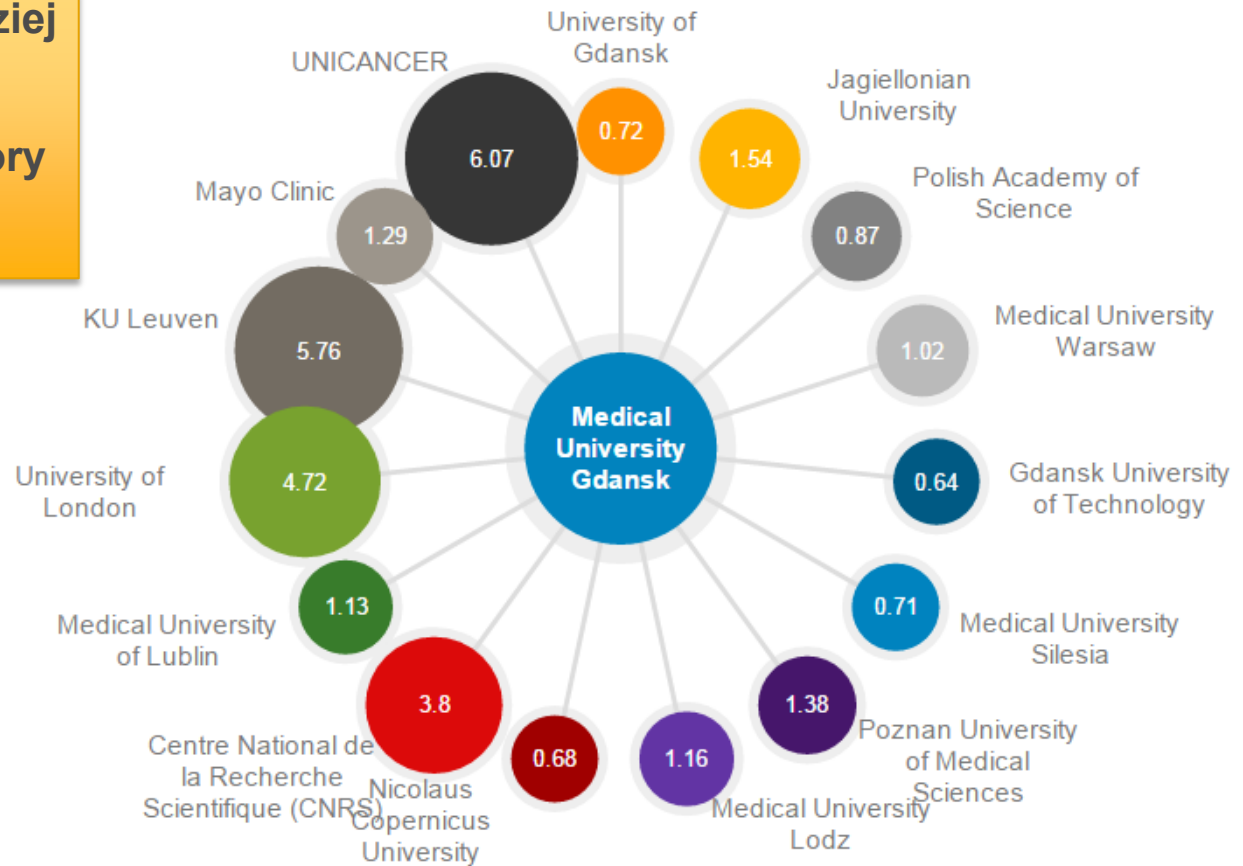 ziej
ory
University of
Gdansk
0.72
Jagiellonian
University
1.54
Polish Academy of
Science
0.87
Medical University
Warsaw
1.02
Gdansk University
of Technology
0.64
Medical University
Silesia
0.71
Poznan University
of Medical
Sciences
1.38
Medical University
Lodz
1.16
Nicolaus
Copernicus
University
0.68
Centre National de
la Recherche
Scientifique (CNRS)
3.8
Medical University
of Lublin
1.13
University of
London
4.72
KU Leuven
5.76
Mayo Clinic
1.29
UNICANCER
6.07
Medical
University
Gdansk